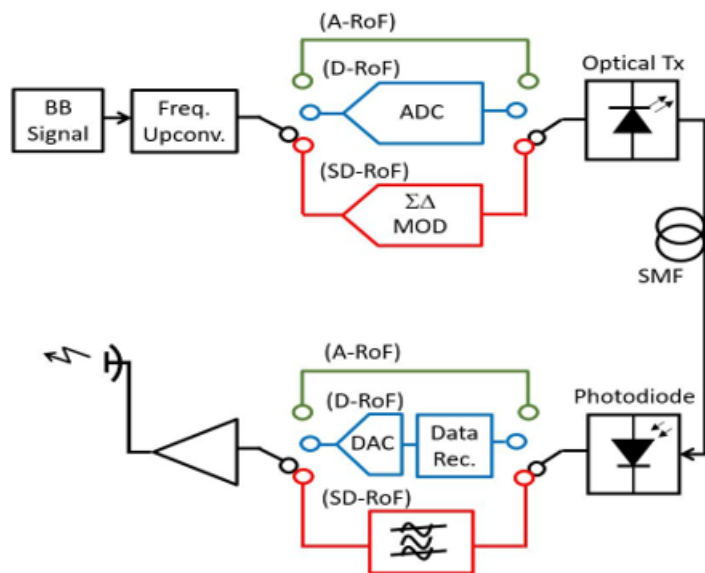 (A-RoF)
(D-RoF)
Optical Tx
BB
Signal
Freq.
Upconv.
ADC
(SD-RoF)
ΣΔ
MOD
SMF
(A-RoF)
(D-RoF)
Photodiode
DAC
Data
Rec.
(SD-RoF)